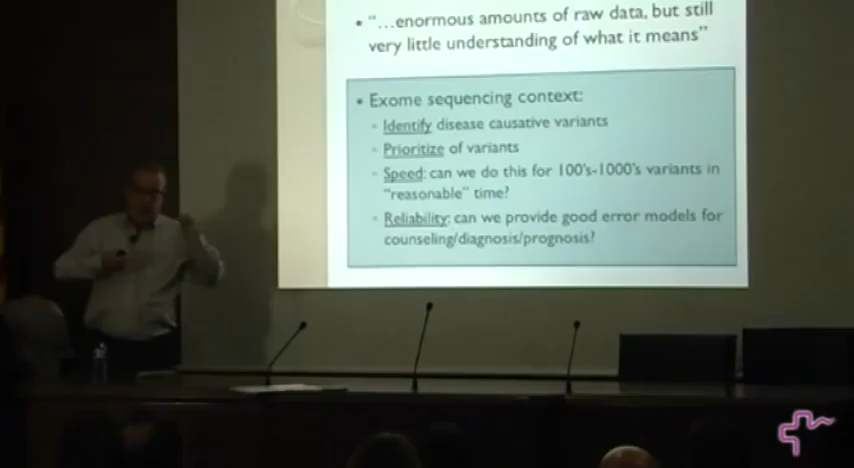 • "...enormous amounts of raw data, but still
very little understanding of what it means"
• Exome sequencing context:
◦ Identify disease causative variants
◦ Prioritize of variants
◦ Speed: can we do this for 100's-1000's variants in
"reasonable" time?
◦ Reliability: can we provide good error models for
counseling/diagnosis/prognosis?